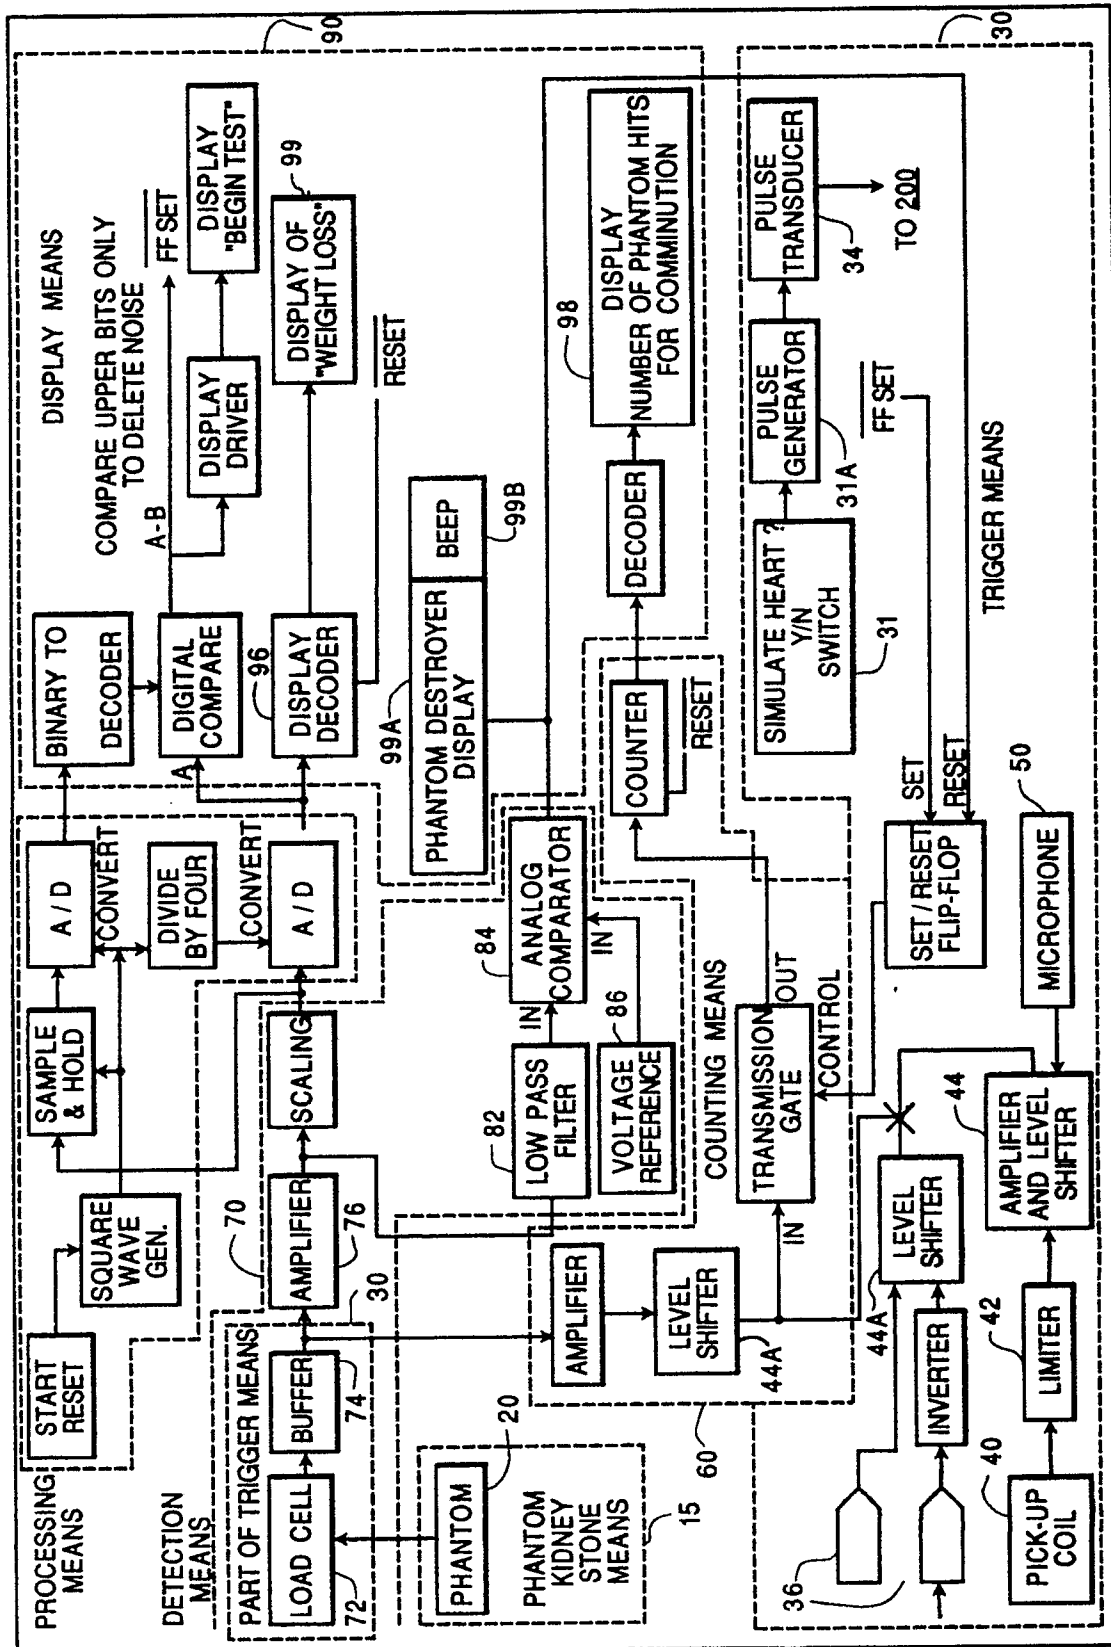 PROCESSING
MEANS
START
RESET
SQUARE
WAVE
GEN.
SAMPLE
& HOLD
A / D
CONVERT
DIVIDE
BY FOUR
CONVERT
A / D
BINARY TO
DECODER
DIGITAL
COMPARE
A
A-B
96
DISPLAY
DECODER
DISPLAY MEANS
COMPARE UPPER BITS ONLY
TO DELETE NOISE
FF SET
DISPLAY
DRIVER
DISPLAY
"BEGIN TEST"
DISPLAY OF
"WEIGHT LOSS"
99
RESET
90
DETECTION
MEANS
PART OF TRIGGER MEANS
LOAD CELL
72
BUFFER
74
30
70
AMPLIFIER
76
SCALING
PHANTOM
20
PHANTOM
KIDNEY
STONE
MEANS
15
82
LOW PASS
FILTER
IN
84
ANALOG
COMPARATOR
IN
86
VOLTAGE
REFERENCE
99A
PHANTOM DESTROYER
DISPLAY
BEEP
99B
COUNTING MEANS
AMPLIFIER
LEVEL
SHIFTER
44A
60
IN
TRANSMISSION
GATE
OUT
CONTROL
COUNTER
RESET
DECODER
98
DISPLAY
NUMBER OF PHANTOM HITS
FOR COMMINUTION
SIMULATE HEART ?
Y/N
SWITCH
31
PULSE
GENERATOR
31A
PULSE
TRANSDUCER
34
TO 200
30
FF SET
SET
RESET
SET / RESET
FLIP-FLOP
TRIGGER MEANS
36
INVERTER
44A
LEVEL
SHIFTER
40
PICK-UP
COIL
42
LIMITER
44
AMPLIFIER
AND LEVEL
SHIFTER
50
MICROPHONE